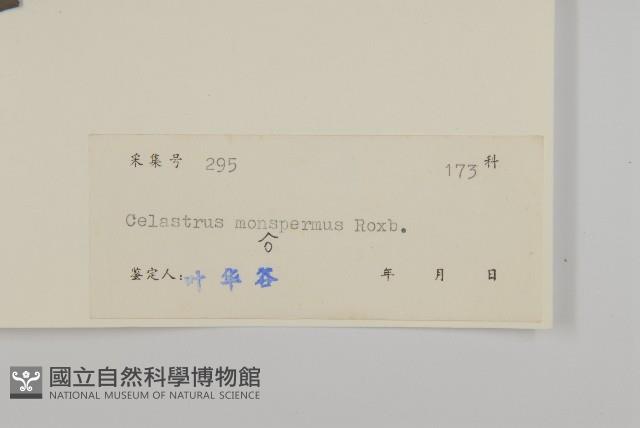 采集号 295 173 科
Celastrus monspermus Roxb.
o
鉴定人: 叶华谷 年 月 日
國立自然科學博物館
NATIONAL MUSEUM OF NATURAL SCIENCE